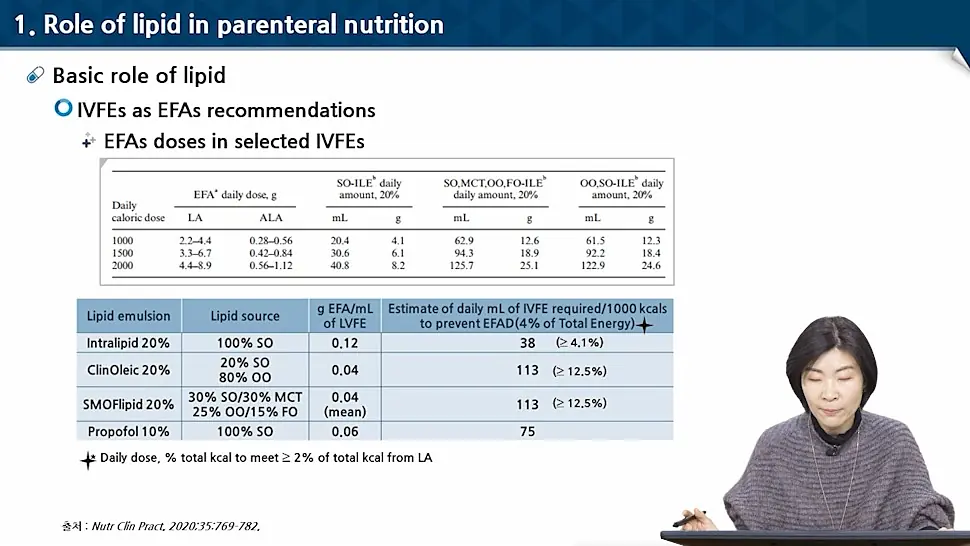 1. Role of lipid in parenteral nutrition
Basic role of lipid
IVFEs as EFAs recommendations
EFAs doses in selected IVFEs
Daily caloric dose EFAᵃ daily dose, g SO-ILEᵇ daily amount, 20% SO,MCT,OO,FO-ILEᵇ daily amount, 20% OO,SO-ILEᵇ daily amount, 20%
LA ALA mL g mL g mL g
1000 2.2–4.4 0.28–0.56 20.4 4.1 62.9 12.6 61.5 12.3
1500 3.3–6.7 0.42–0.84 30.6 6.1 94.3 18.9 92.2 18.4
2000 4.4–8.9 0.56–1.12 40.8 8.2 125.7 25.1 122.9 24.6
Lipid emulsion Lipid source g EFA/mL of LVFE Estimate of daily mL of IVFE required/1000 kcals to prevent EFAD(4% of Total Energy)
Intralipid 20% 100% SO 0.12 38 (≥ 4.1%)
ClinOleic 20% 20% SO 80% OO 0.04 113 (≥ 12.5%)
SMOFlipid 20% 30% SO/30% MCT 25% OO/15% FO 0.04 (mean) 113 (≥ 12.5%)
Propofol 10% 100% SO 0.06 75
Daily dose, % total kcal to meet ≥ 2% of total kcal from LA
출처 : Nutr Clin Pract. 2020;35:769-782.